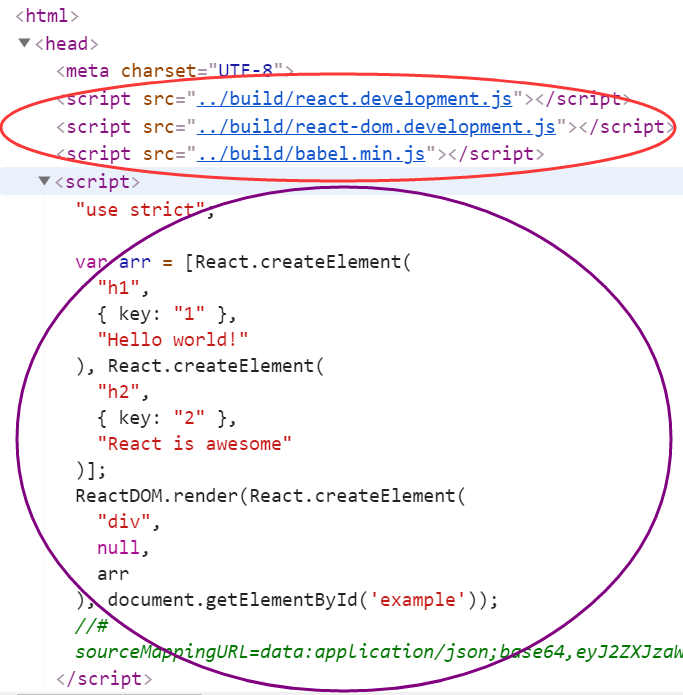 <html>
<head>
<meta charset="UTF-8">
<script src="../build/react.development.js"></script>
<script src="../build/react-dom.development.js"></script>
<script src="../build/babel.min.js"></script>
<script>
"use strict";
var arr = [React.createElement(
"h1",
{ key: "1" },
"Hello world!"
), React.createElement(
"h2",
{ key: "2" },
"React is awesome"
)];
ReactDOM.render(React.createElement(
"div",
null,
arr
), document.getElementById('example'));
//#
sourceMappingURL=data:application/json;base64,eyJ2ZXJzaW
</script>